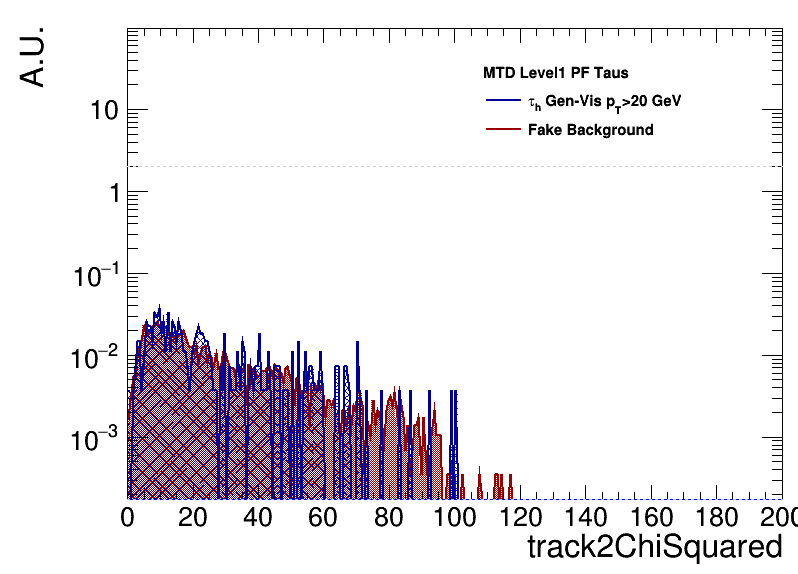 A.U.
MTD Level1 PF Taus
τh Gen-Vis pT>20 GeV
Fake Background
10
1
10−1
10−2
10−3
0 20 40 60 80 100 120 140 160 180 200
track2ChiSquared